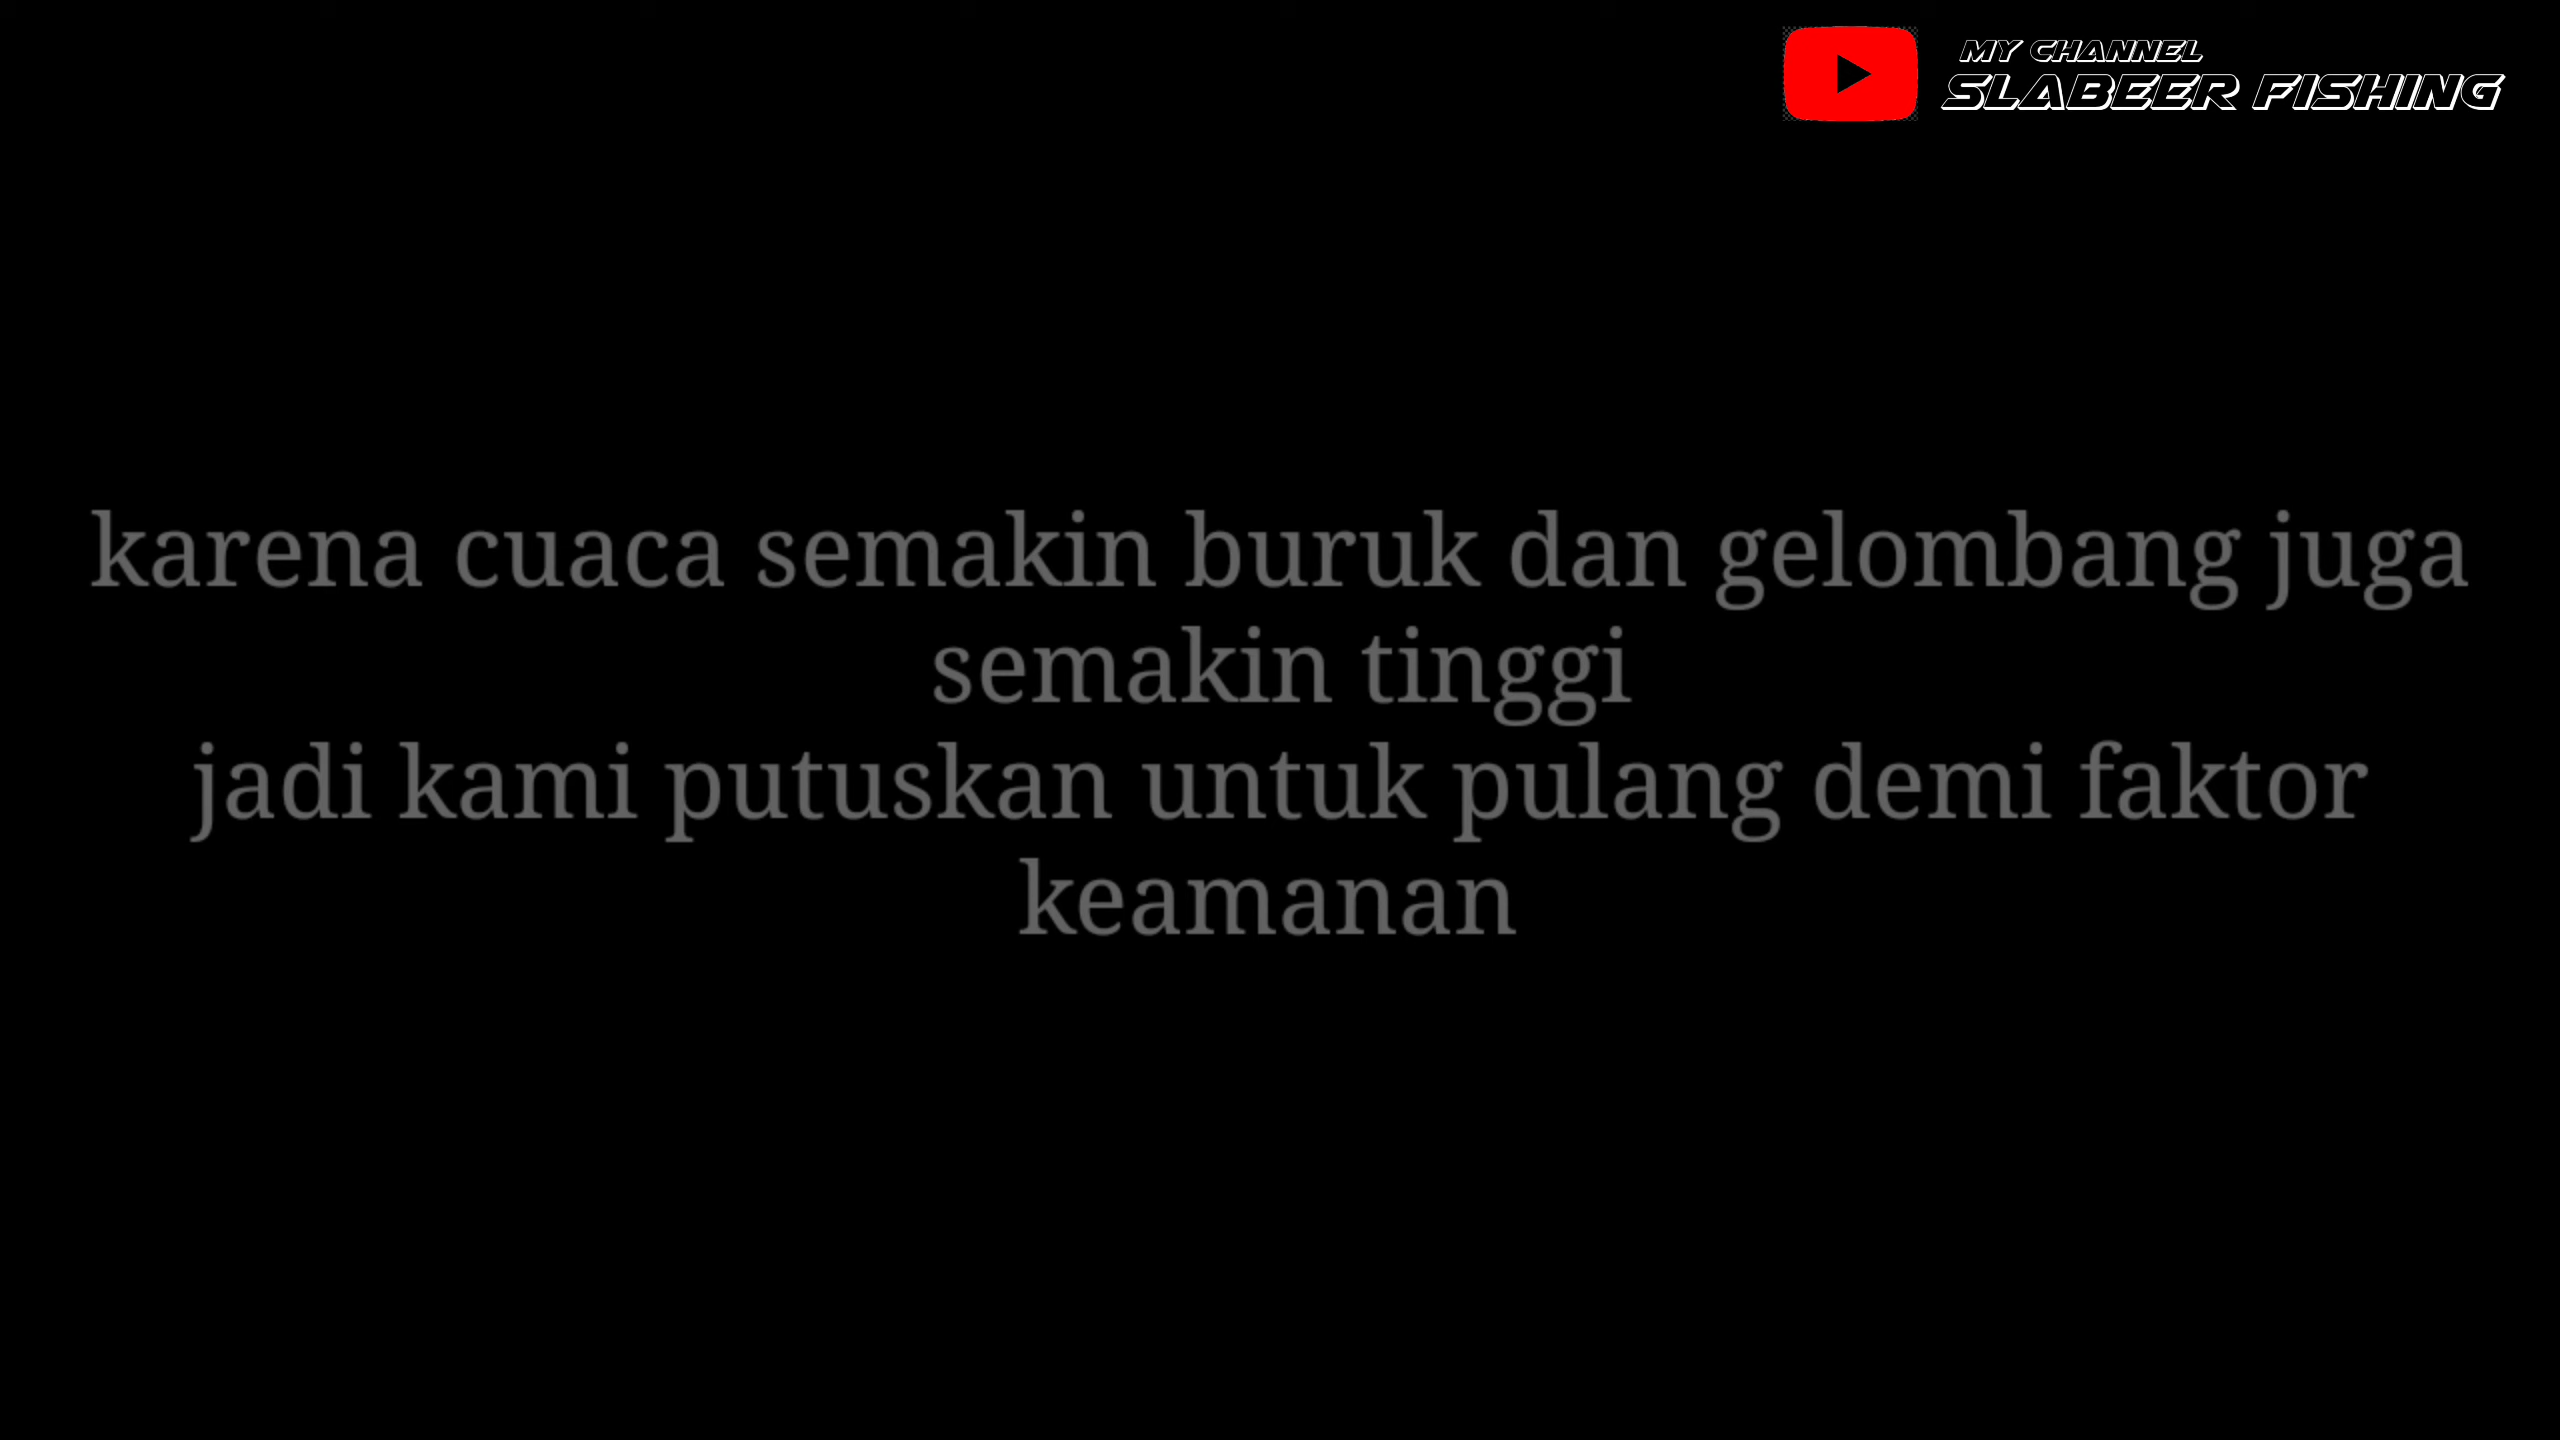 MY CHANNEL
SLABEER FISHING
karena cuaca semakin buruk dan gelombang juga
semakin tinggi
jadi kami putuskan untuk pulang demi faktor
keamanan